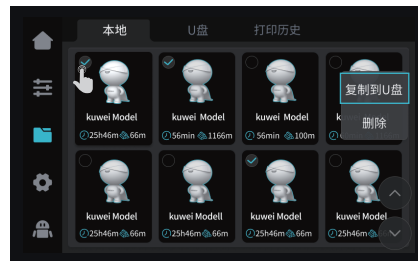 本地 U盘 打印历史
kuwei Model kuwei Model kuwei Model
25h46m 66m 56min 1166m 56min 100m
复制到U盘
删除
kuwei Model kuwei Modell kuwei Model kuwei Model
25h46m 66m 25h46m 66m 25h46m 66m 25h46m